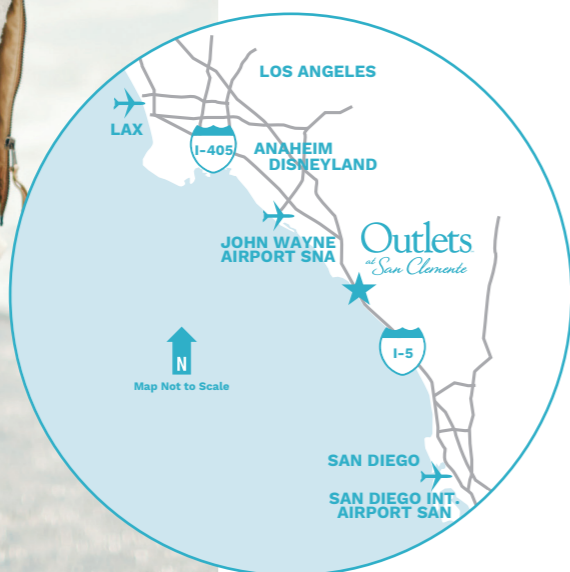 LOS ANGELES
LAX
I-405
ANAHEIM
DISNEYLAND
JOHN WAYNE
AIRPORT SNA
Outlets
at San Clemente
I-5
N
Map Not to Scale
SAN DIEGO
SAN DIEGO INT.
AIRPORT SAN